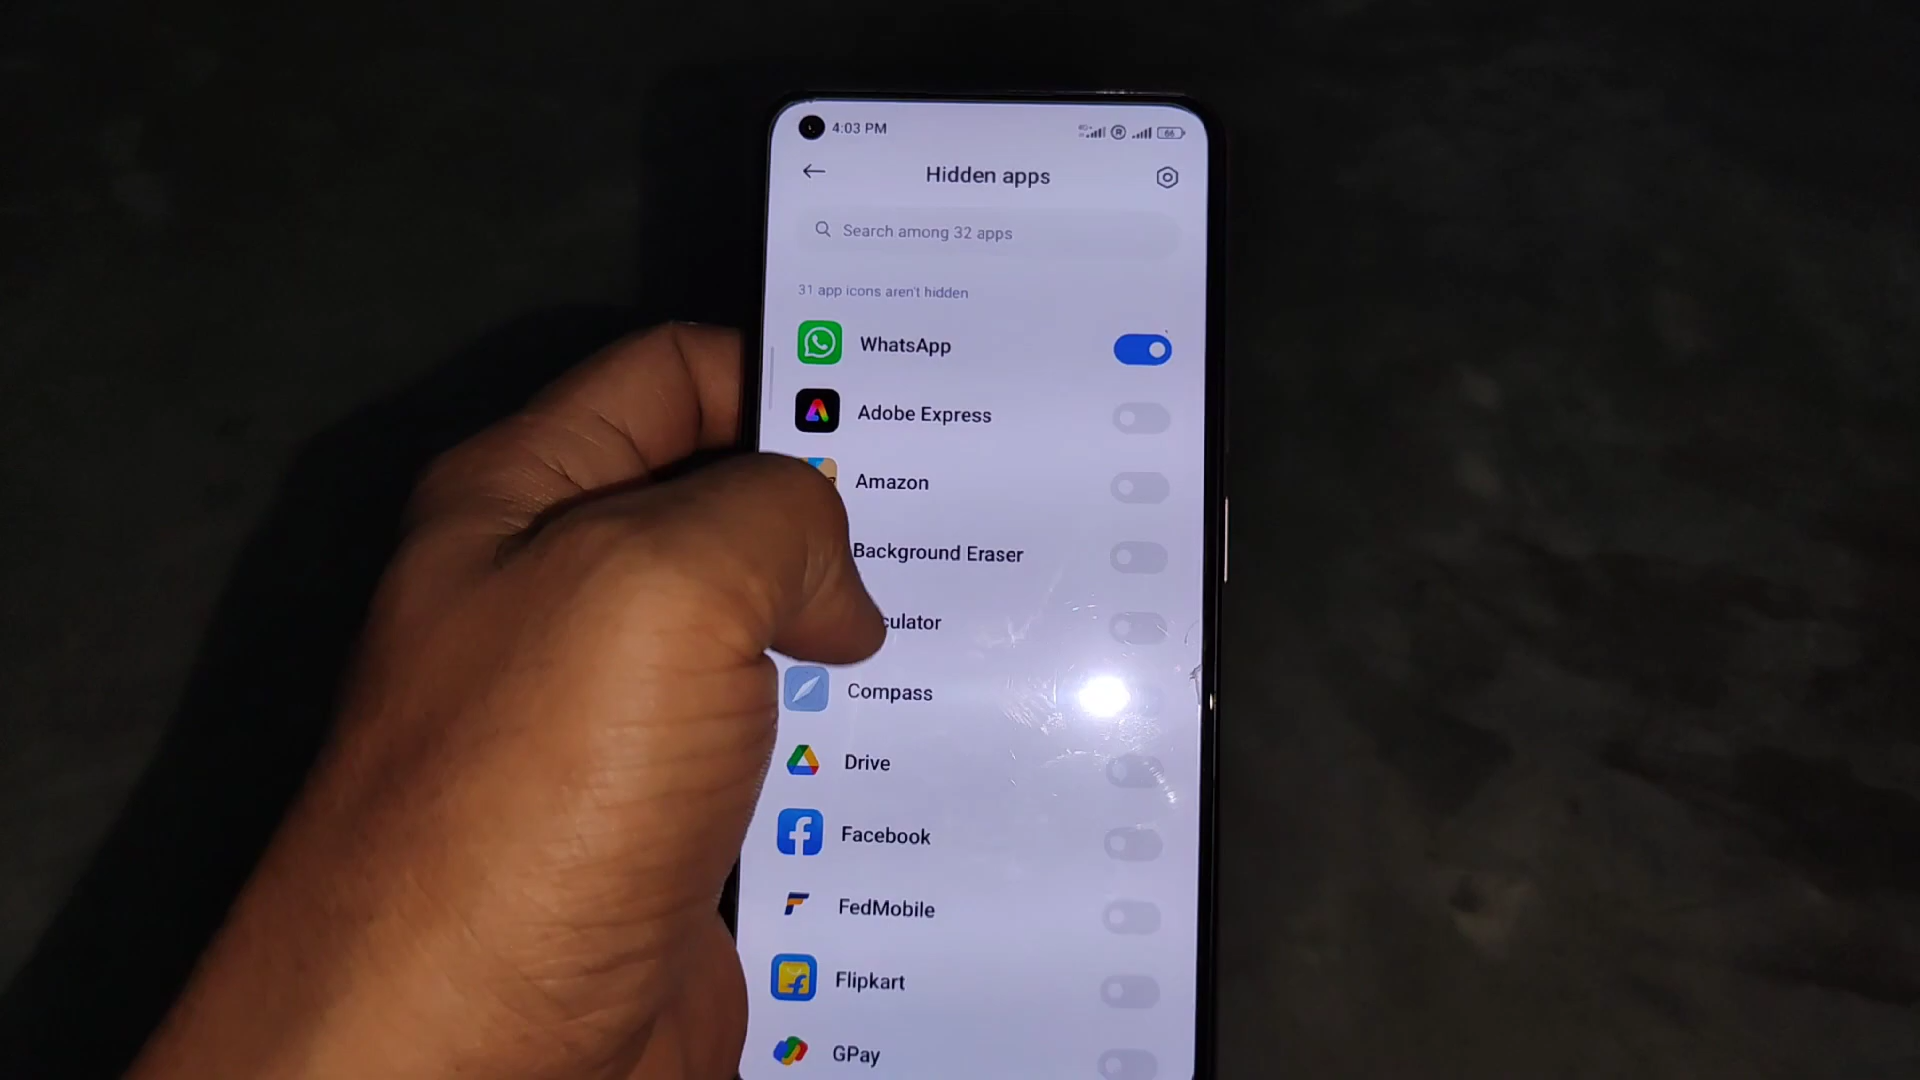 4:03 PM
66
Hidden apps
Search among 32 apps
31 app icons aren't hidden
WhatsApp
Adobe Express
Amazon
Background Eraser
culator
Compass
Drive
Facebook
FedMobile
Flipkart
GPay